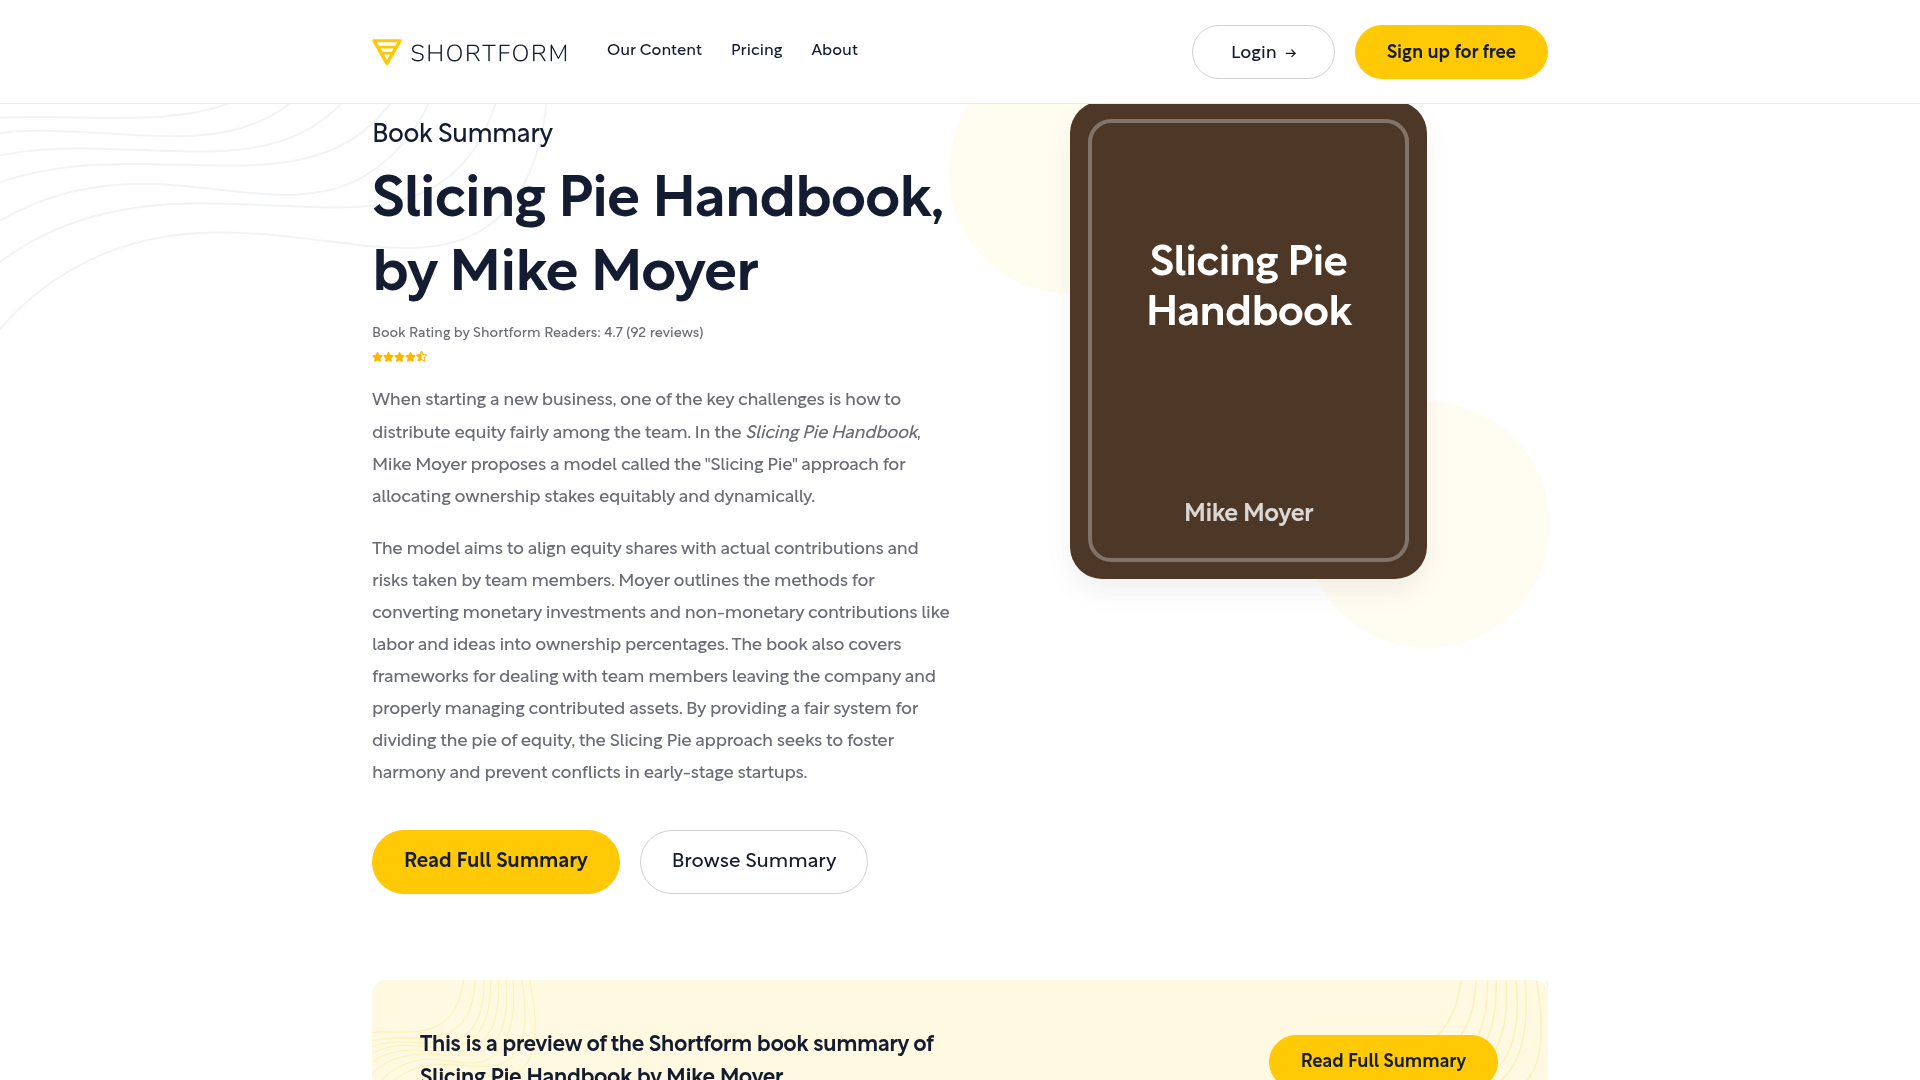 SHORTFORM
Our Content
Pricing
About
Login →
Sign up for free
Book Summary
Slicing Pie Handbook,
by Mike Moyer
Book Rating by Shortform Readers: 4.7 (92 reviews)
When starting a new business, one of the key challenges is how to
distribute equity fairly among the team. In the Slicing Pie Handbook,
Mike Moyer proposes a model called the "Slicing Pie" approach for
allocating ownership stakes equitably and dynamically.
The model aims to align equity shares with actual contributions and
risks taken by team members. Moyer outlines the methods for
converting monetary investments and non-monetary contributions like
labor and ideas into ownership percentages. The book also covers
frameworks for dealing with team members leaving the company and
properly managing contributed assets. By providing a fair system for
dividing the pie of equity, the Slicing Pie approach seeks to foster
harmony and prevent conflicts in early-stage startups.
Read Full Summary
Browse Summary
Slicing Pie
Handbook
Mike Moyer
This is a preview of the Shortform book summary of
Slicing Pie Handbook by Mike Moyer
Read Full Summary